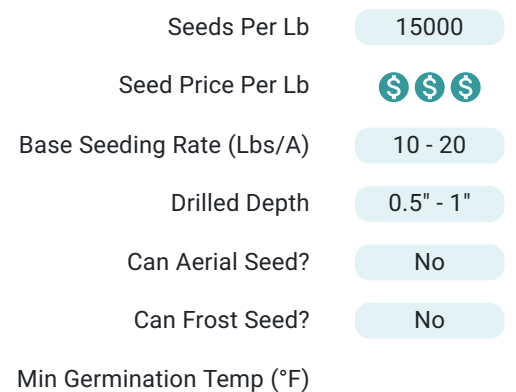 Seeds Per Lb 15000
Seed Price Per Lb $ $ $
Base Seeding Rate (Lbs/A) 10 - 20
Drilled Depth 0.5" - 1"
Can Aerial Seed? No
Can Frost Seed? No
Min Germination Temp (°F)